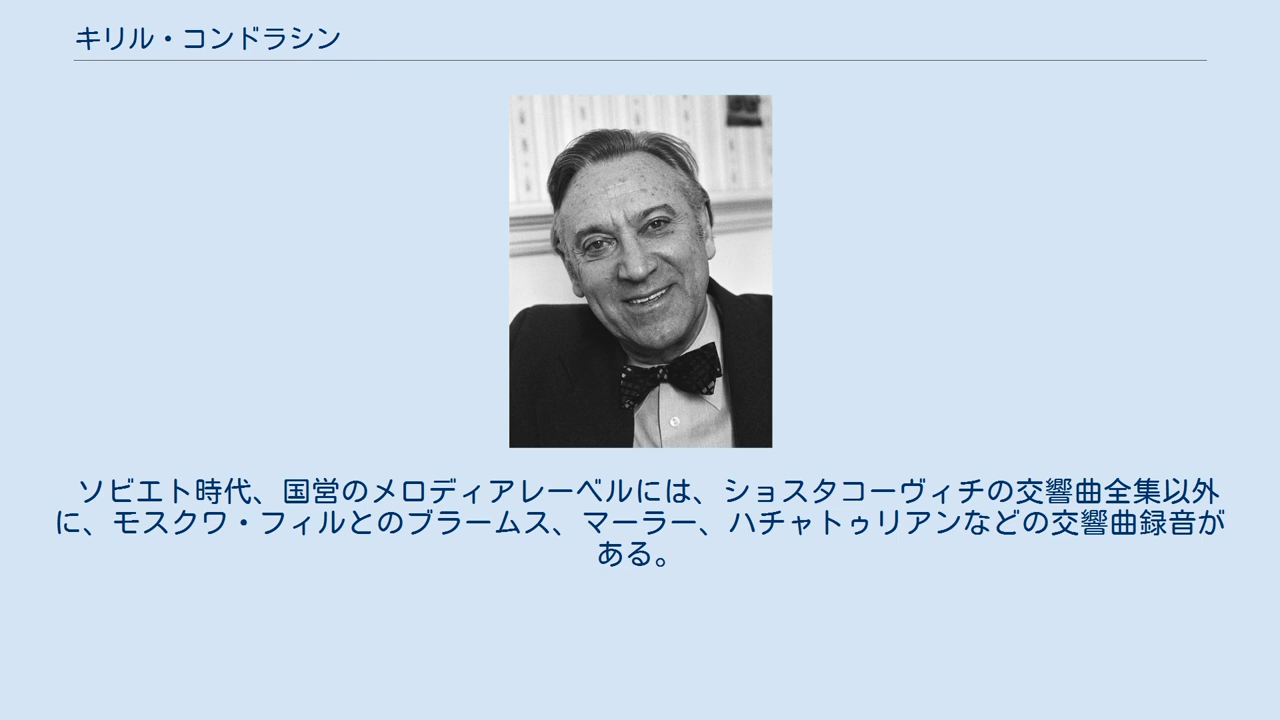 キリル・コンドラシン
ソビエト時代、国営のメロディアレーベルには、ショスタコーヴィチの交響曲全集以外
に、モスクワ・フィルとのブラームス、マーラー、ハチャトゥリアンなどの交響曲録音が
ある。